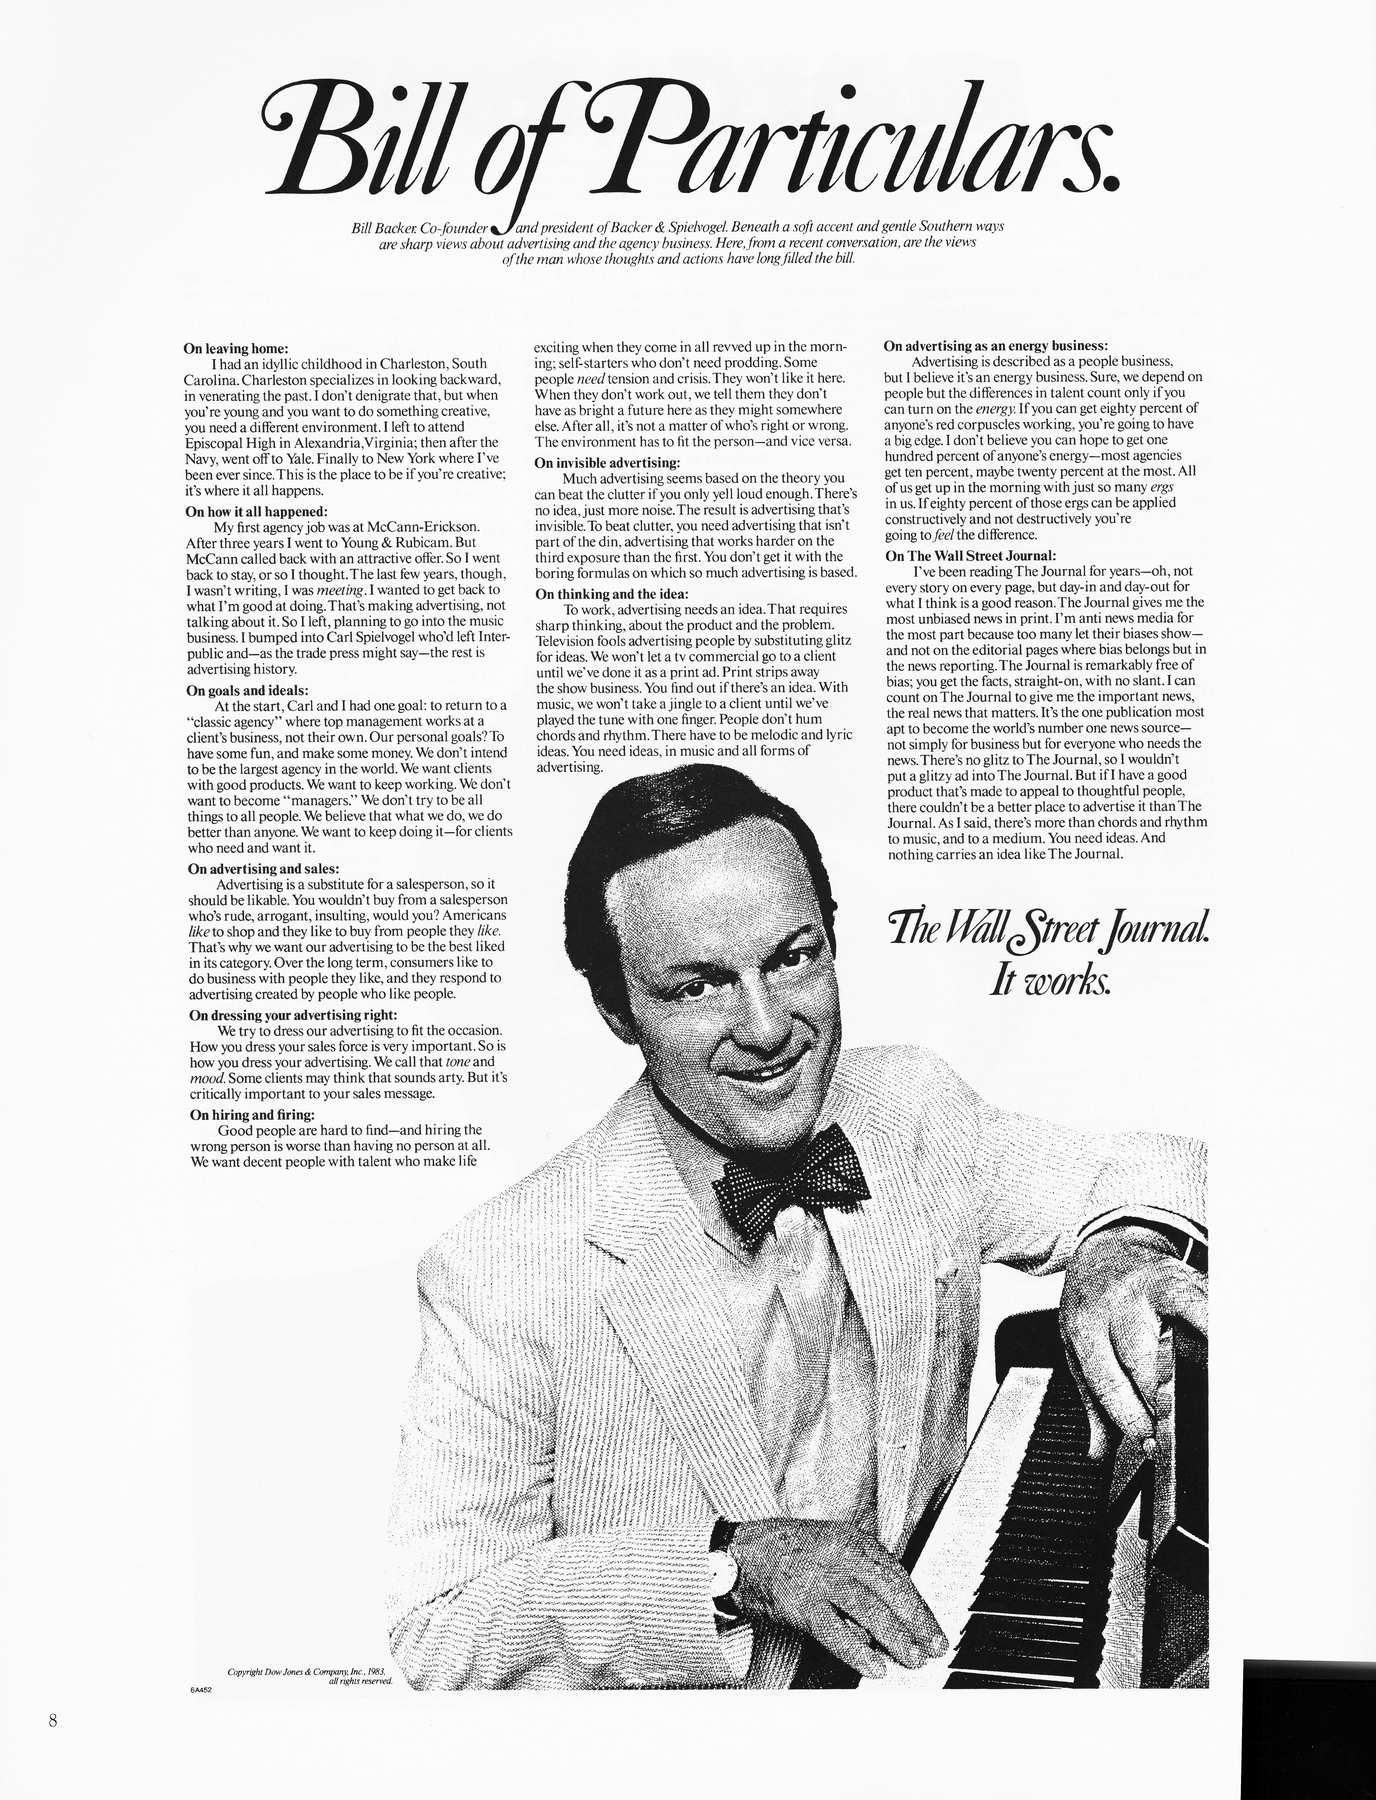 Bill of Particulars.
Bill Backer. Co-founder and president of Backer & Spielvogel. Beneath a soft accent and gentle Southern ways
are sharp views about advertising and the agency business. Here, from a recent conversation, are the views
of the man whose thoughts and actions have long filled the bill.
On leaving home:
I had an idyllic childhood in Charleston, South
Carolina. Charleston specializes in looking backward,
in venerating the past. I don't denigrate that, but when
you're young and you want to do something creative,
you need a different environment. I left to attend
Episcopal High in Alexandria, Virginia; then after the
Navy, went off to Yale. Finally to New York where I've
been ever since. This is the place to be if you're creative;
it's where it all happens.
On how it all happened:
My first agency job was at McCann-Erickson.
After three years I went to Young & Rubicam. But
McCann called back with an attractive offer. So I went
back to stay, or so I thought. The last few years, though,
I wasn't writing, I was meeting. I wanted to get back to
what I'm good at doing. That's making advertising, not
talking about it. So I left, planning to go into the music
business. I bumped into Carl Spielvogel who'd left Inter-
public and—as the trade press might say—the rest is
advertising history.
On goals and ideals:
At the start, Carl and I had one goal: to return to a
"classic agency" where top management works at a
client's business, not their own. Our personal goals? To
have some fun, and make some money. We don't intend
to be the largest agency in the world. We want clients
with good products. We want to keep working. We don't
want to become "managers." We don't try to be all
things to all people. We believe that what we do, we do
better than anyone. We want to keep doing it—for clients
who need and want it.
On advertising and sales:
Advertising is a substitute for a salesperson, so it
should be likable. You wouldn't buy from a salesperson
who's rude, arrogant, insulting, would you? Americans
like to shop and they like to buy from people they like.
That's why we want our advertising to be the best liked
in its category. Over the long term, consumers like to
do business with people they like, and they respond to
advertising created by people who like people.
On dressing your advertising right:
We try to dress our advertising to fit the occasion.
How you dress your sales force is very important. So is
how you dress your advertising. We call that tone and
mood. Some clients may think that sounds arty. But it's
critically important to your sales message.
On hiring and firing:
Good people are hard to find—and hiring the
wrong person is worse than having no person at all.
We want decent people with talent who make life
exciting when they come in all revved up in the morn-
ing; self-starters who don't need prodding. Some
people need tension and crisis. They won't like it here.
When they don't work out, we tell them they don't
have as bright a future here as they might somewhere
else. After all, it's not a matter of who's right or wrong.
The environment has to fit the person—and vice versa.
On invisible advertising:
Much advertising seems based on the theory you
can beat the clutter if you only yell loud enough. There's
no idea, just more noise. The result is advertising that's
invisible. To beat clutter, you need advertising that isn't
part of the din, advertising that works harder on the
third exposure than the first. You don't get it with the
boring formulas on which so much advertising is based.
On thinking and the idea:
To work, advertising needs an idea. That requires
sharp thinking, about the product and the problem.
Television fools advertising people by substituting glitz
for ideas. We won't let a tv commercial go to a client
until we've done it as a print ad. Print strips away
the show business. You find out if there's an idea. With
music, we won't take a jingle to a client until we've
played the tune with one finger. People don't hum
chords and rhythm. There have to be melodic and lyric
ideas. You need ideas, in music and all forms of
advertising.
On advertising as an energy business:
Advertising is described as a people business,
but I believe it's an energy business. Sure, we depend on
people but the differences in talent count only if you
can turn on the energy. If you can get eighty percent of
anyone's red corpuscles working, you're going to have
a big edge. I don't believe you can hope to get one
hundred percent of anyone's energy—most agencies
get ten percent, maybe twenty percent at the most. All
of us get up in the morning with just so many ergs
in us. If eighty percent of those ergs can be applied
constructively and not destructively you're
going to feel the difference.
On The Wall Street Journal:
I've been reading The Journal for years—oh, not
every story on every page, but day-in and day-out for
what I think is a good reason. The Journal gives me the
most unbiased news in print. I'm anti news media for
the most part because too many let their biases show—
and not on the editorial pages where bias belongs but in
the news reporting. The Journal is remarkably free of
bias; you get the facts, straight-on, with no slant. I can
count on The Journal to give me the important news,
the real news that matters. It's the one publication most
apt to become the world's number one news source—
not simply for business but for everyone who needs the
news. There's no glitz to The Journal, so I wouldn't
put a glitzy ad into The Journal. But if I have a good
product that's made to appeal to thoughtful people,
there couldn't be a better place to advertise it than The
Journal. As I said, there's more than chords and rhythm
to music, and to a medium. You need ideas. And
nothing carries an idea like The Journal.
The Wall Street Journal.
It works.
Copyright Dow Jones & Company, Inc., 1983.
all rights reserved.
6A452
8